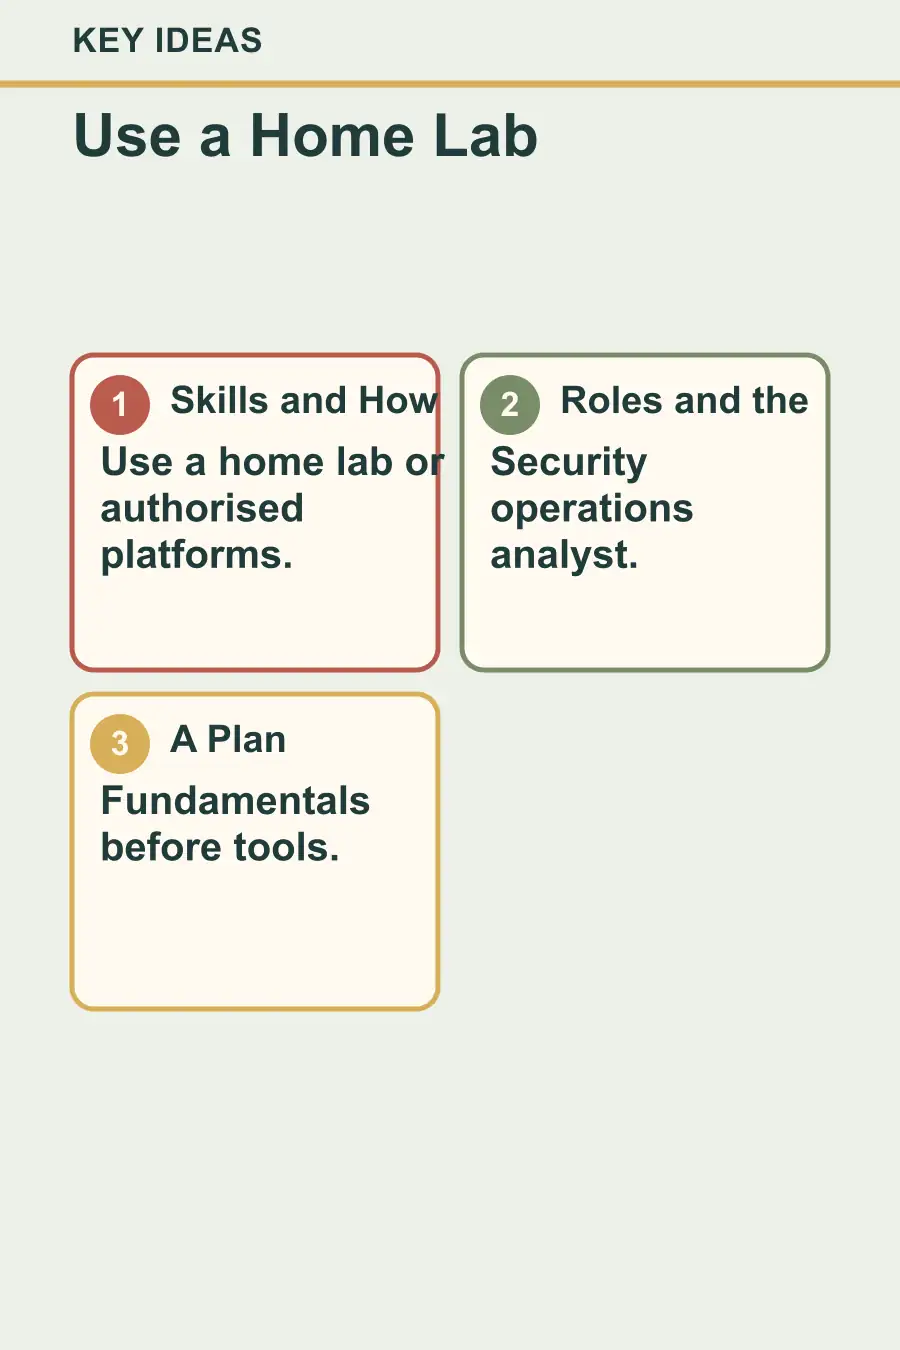 KEY IDEAS
Use a Home Lab
1 Skills and How
Use a home lab or
authorised
platforms.
2 Roles and the
Security
operations
analyst.
3 A Plan
Fundamentals
before tools.